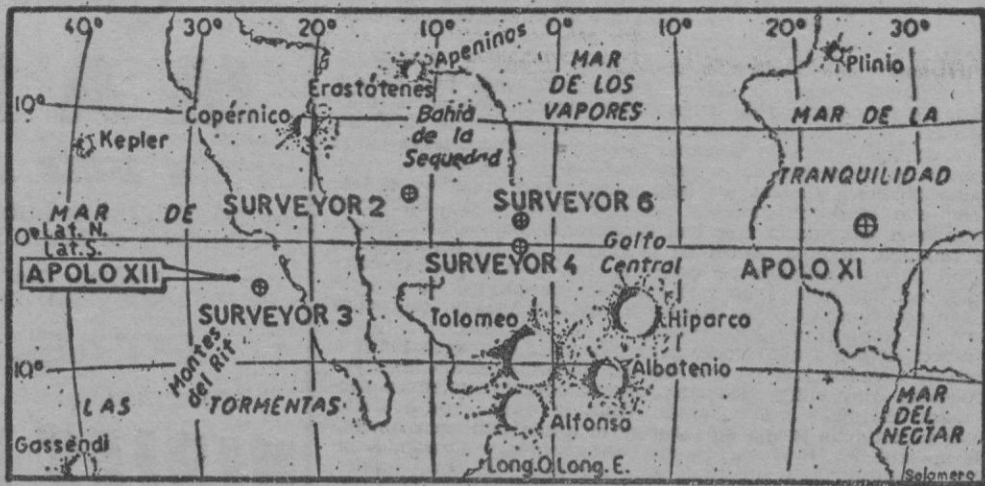 40° 30° 20° 10° 0° 10° 20° 30°
Apeninos
MAR
DE LOS
VAPORES
Plinio
Erastótenes
10°
Copérnico
Bahía
de la
Sequedad
MAR DE LA
TRANQUILIDAD
Kepler
SURVEYOR 2
SURVEYOR 6
MAR DE
0° Lat. N.
Lat. S.
Golfo
Central
APOLO XII
SURVEYOR 4
APOLO XI
SURVEYOR 3
Tolomeo
Hiparco
10°
Montes
del Rif
Albatenio
LAS TORMENTAS
Alfonso
MAR
DEL
NECTAR
Gassendi
Long.O. Long.E.
Salamero